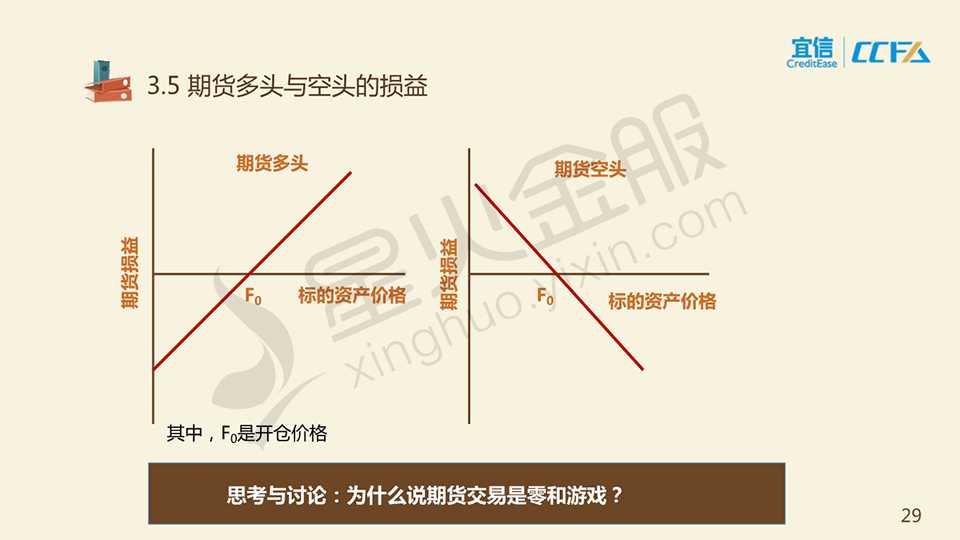 宜信
CreditEase
CCFA
3.5 期货多头与空头的损益
期货多头
期货空头
期货损益
期货损益
F₀
标的资产价格
F₀
标的资产价格
星火金服
xinghuo.yixin.com
其中，F₀是开仓价格
思考与讨论：为什么说期货交易是零和游戏？
29